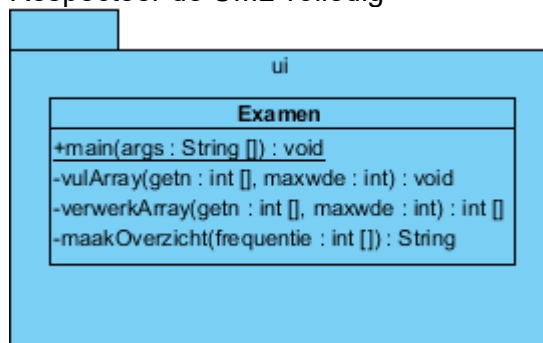 Respecteer de UML volledig
ui
Examen
+main(args : String []) : void
-vulArray(getn : int [], maxwde : int) : void
-verwerkArray(getn : int [], maxwde : int) : int []
-maakOverzicht(frequentie : int []) : String